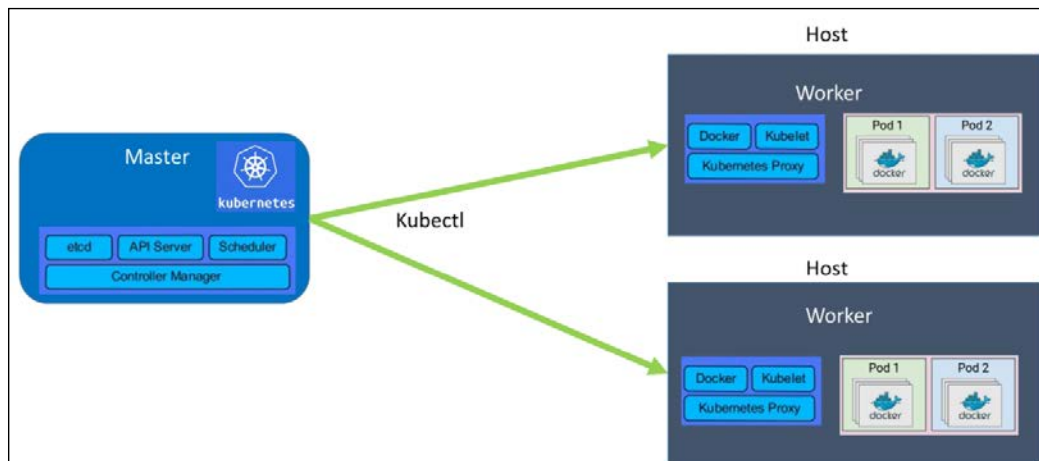 Master
kubernetes
etcd
API Server
Scheduler
Controller Manager
Kubectl
Host
Worker
Docker
Kubelet
Kubernetes Proxy
Pod 1
docker
Pod 2
docker
Host
Worker
Docker
Kubelet
Kubernetes Proxy
Pod 1
docker
Pod 2
docker